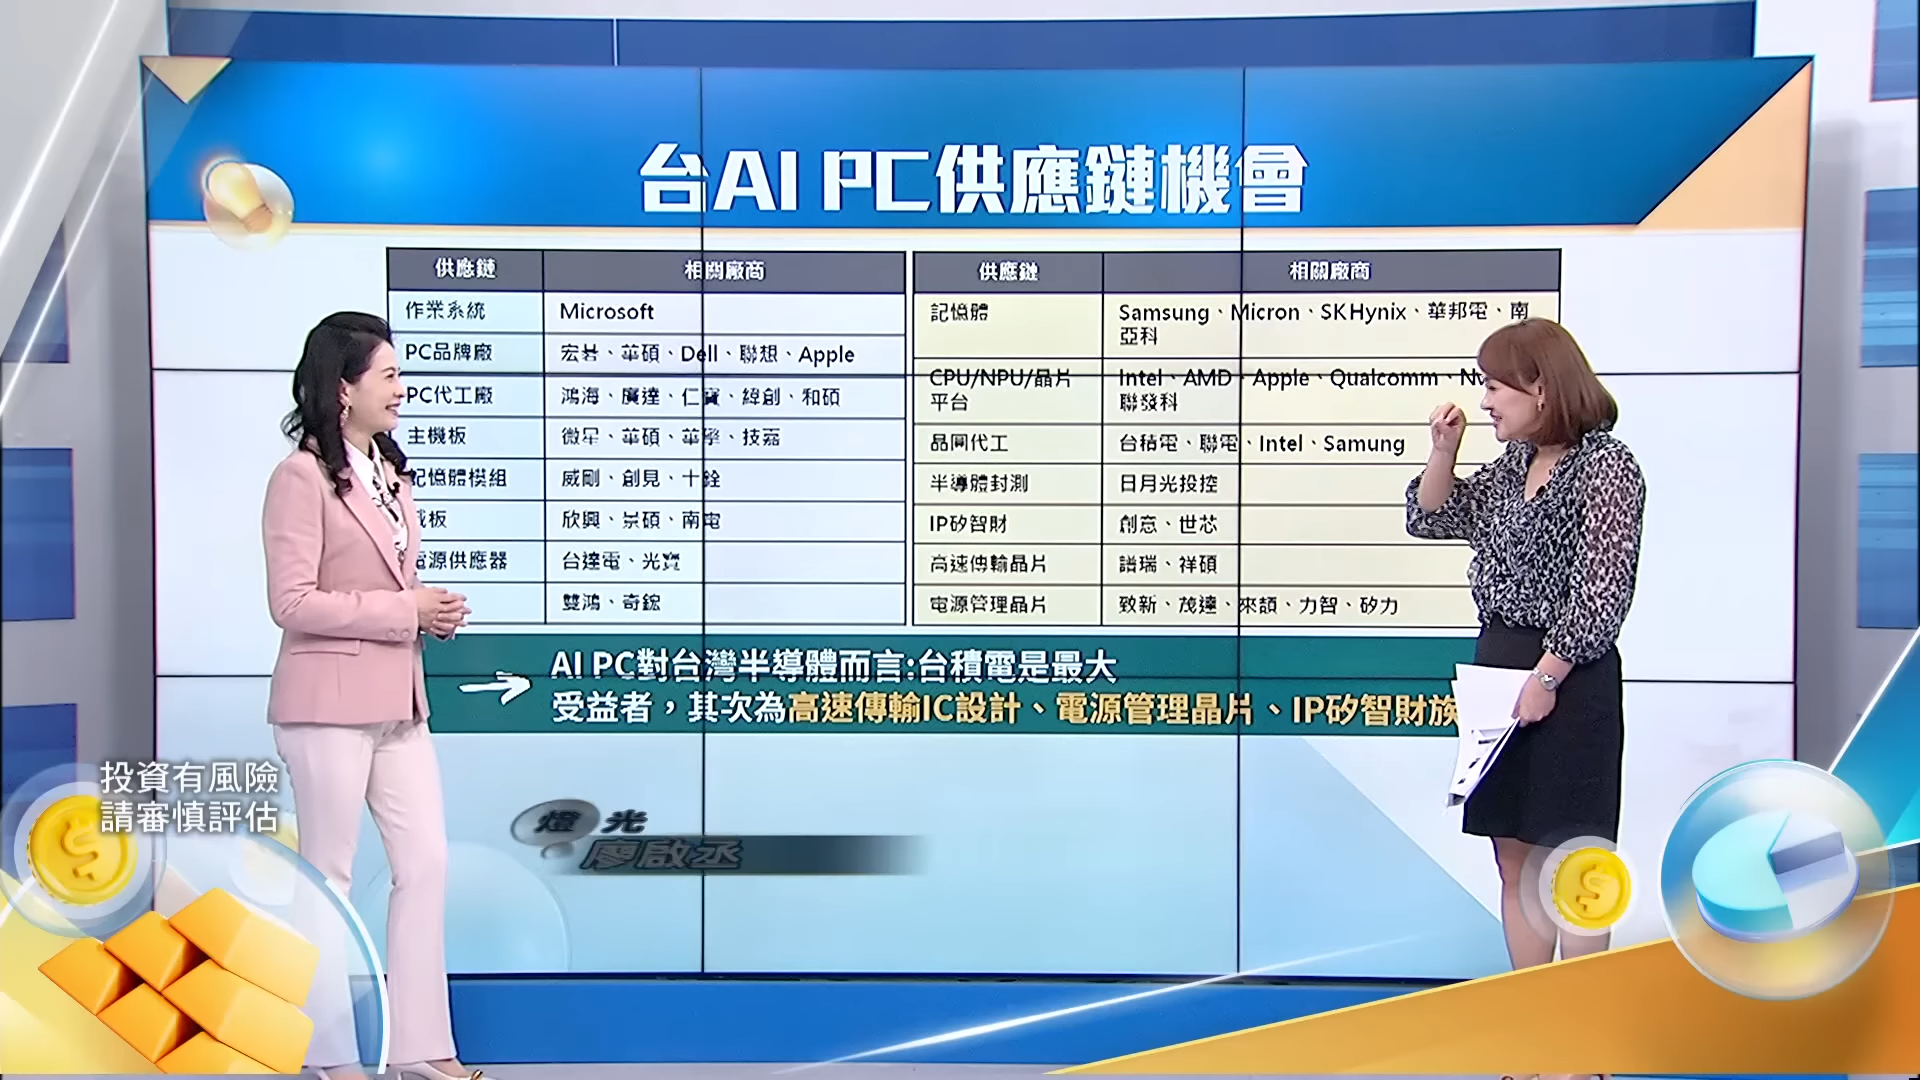 台AI PC供應鏈機會
供應鏈 相關廠商
作業系統 Microsoft
PC品牌廠 宏碁、華碩、Dell、聯想、Apple
PC代工廠 鴻海、廣達、仁寶、緯創、和碩
主機板 微星、華碩、華擎、技嘉
記憶體模組 威剛、創見、十銓
板 欣興、景碩、南電
電源供應器 台達電、光寶
雙鴻、奇鋐
供應鏈 相關廠商
記憶體 Samsung、Micron、SKHynix、華邦電、南
亞科
CPU/NPU/晶片 Intel、AMD、Apple、Qualcomm、Nv
平台 聯發科
晶圓代工 台積電、聯電、Intel、Samung
半導體封測 日月光投控
IP矽智財 創意、世芯
高速傳輸晶片 譜瑞、祥碩
電源管理晶片 致新、茂達、來頡、力智、矽力
AI PC對台灣半導體而言:台積電是最大
受益者，其次為高速傳輸IC設計、電源管理晶片、IP矽智財族
投資有風險
請審慎評估
燈光
廖啟丞